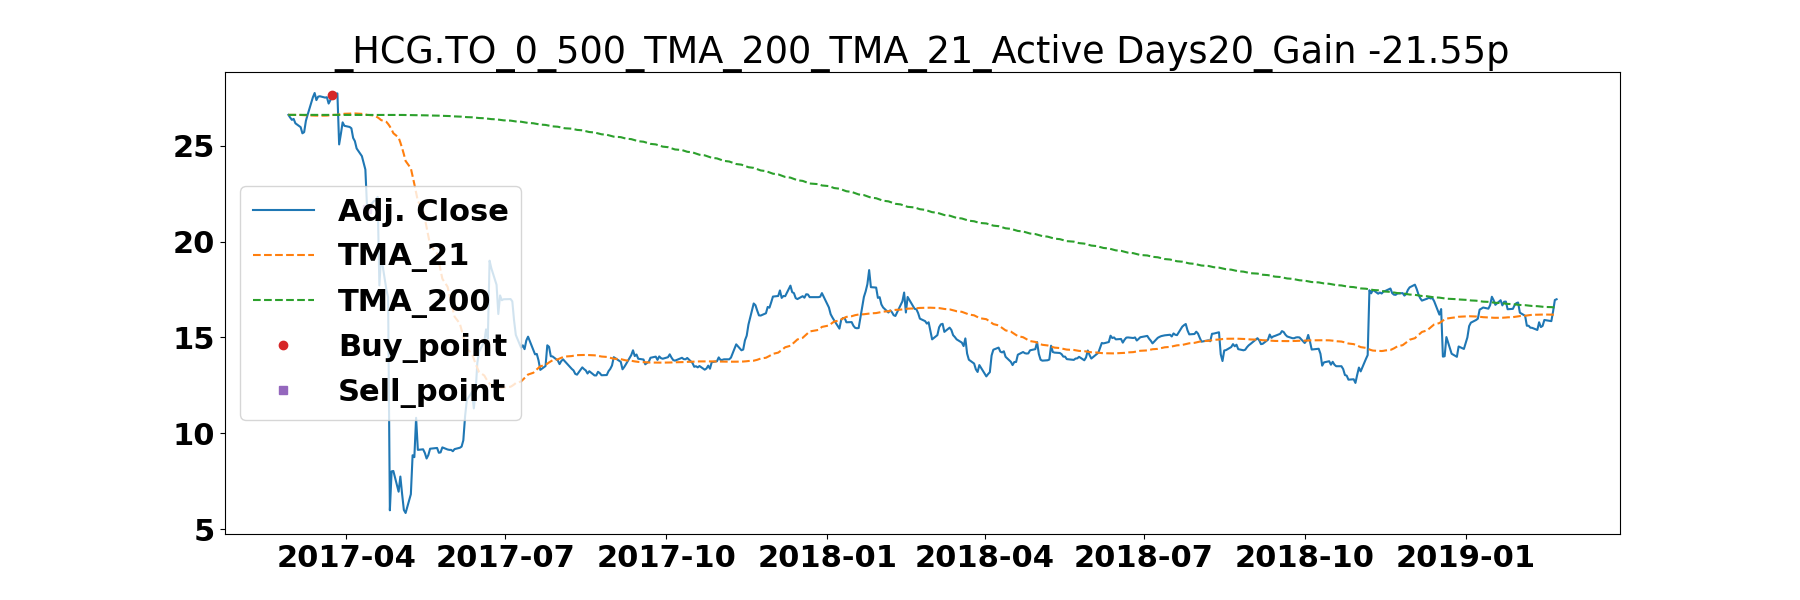 _HCG.TO_0_500_TMA_200_TMA_21_Active Days20_Gain -21.55p
25
20
15
10
5
Adj. Close
TMA_21
TMA_200
Buy_point
Sell_point
2017-04 2017-07 2017-10 2018-01 2018-04 2018-07 2018-10 2019-01